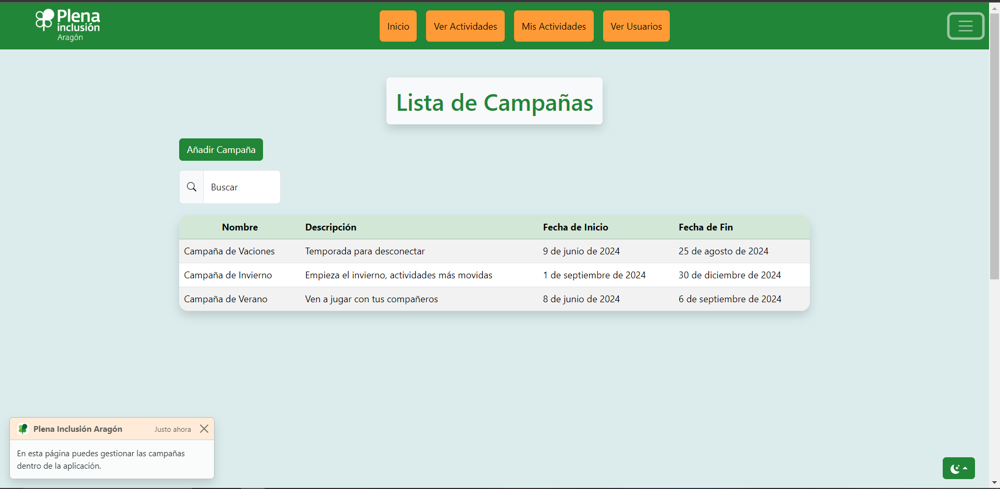 Plena
inclusión
Aragón
Inicio
Ver Actividades
Mis Actividades
Ver Usuarios
Lista de Campañas
Añadir Campaña
Buscar
Nombre Descripción Fecha de Inicio Fecha de Fin
Campaña de Vaciones Temporada para desconectar 9 de junio de 2024 25 de agosto de 2024
Campaña de Invierno Empieza el invierno, actividades más movidas 1 de septiembre de 2024 30 de diciembre de 2024
Campaña de Verano Ven a jugar con tus compañeros 8 de junio de 2024 6 de septiembre de 2024
Plena Inclusión Aragón Justo ahora
En esta página puedes gestionar las campañas
dentro de la aplicación.